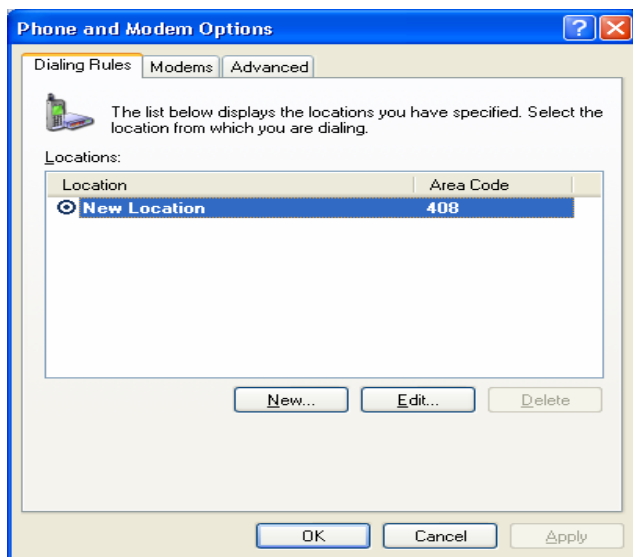 Phone and Modem Options
Dialing Rules Modems Advanced
The list below displays the locations you have specified. Select the
location from which you are dialing.
Locations:
Location Area Code
New Location 408
New... Edit... Delete
OK Cancel Apply